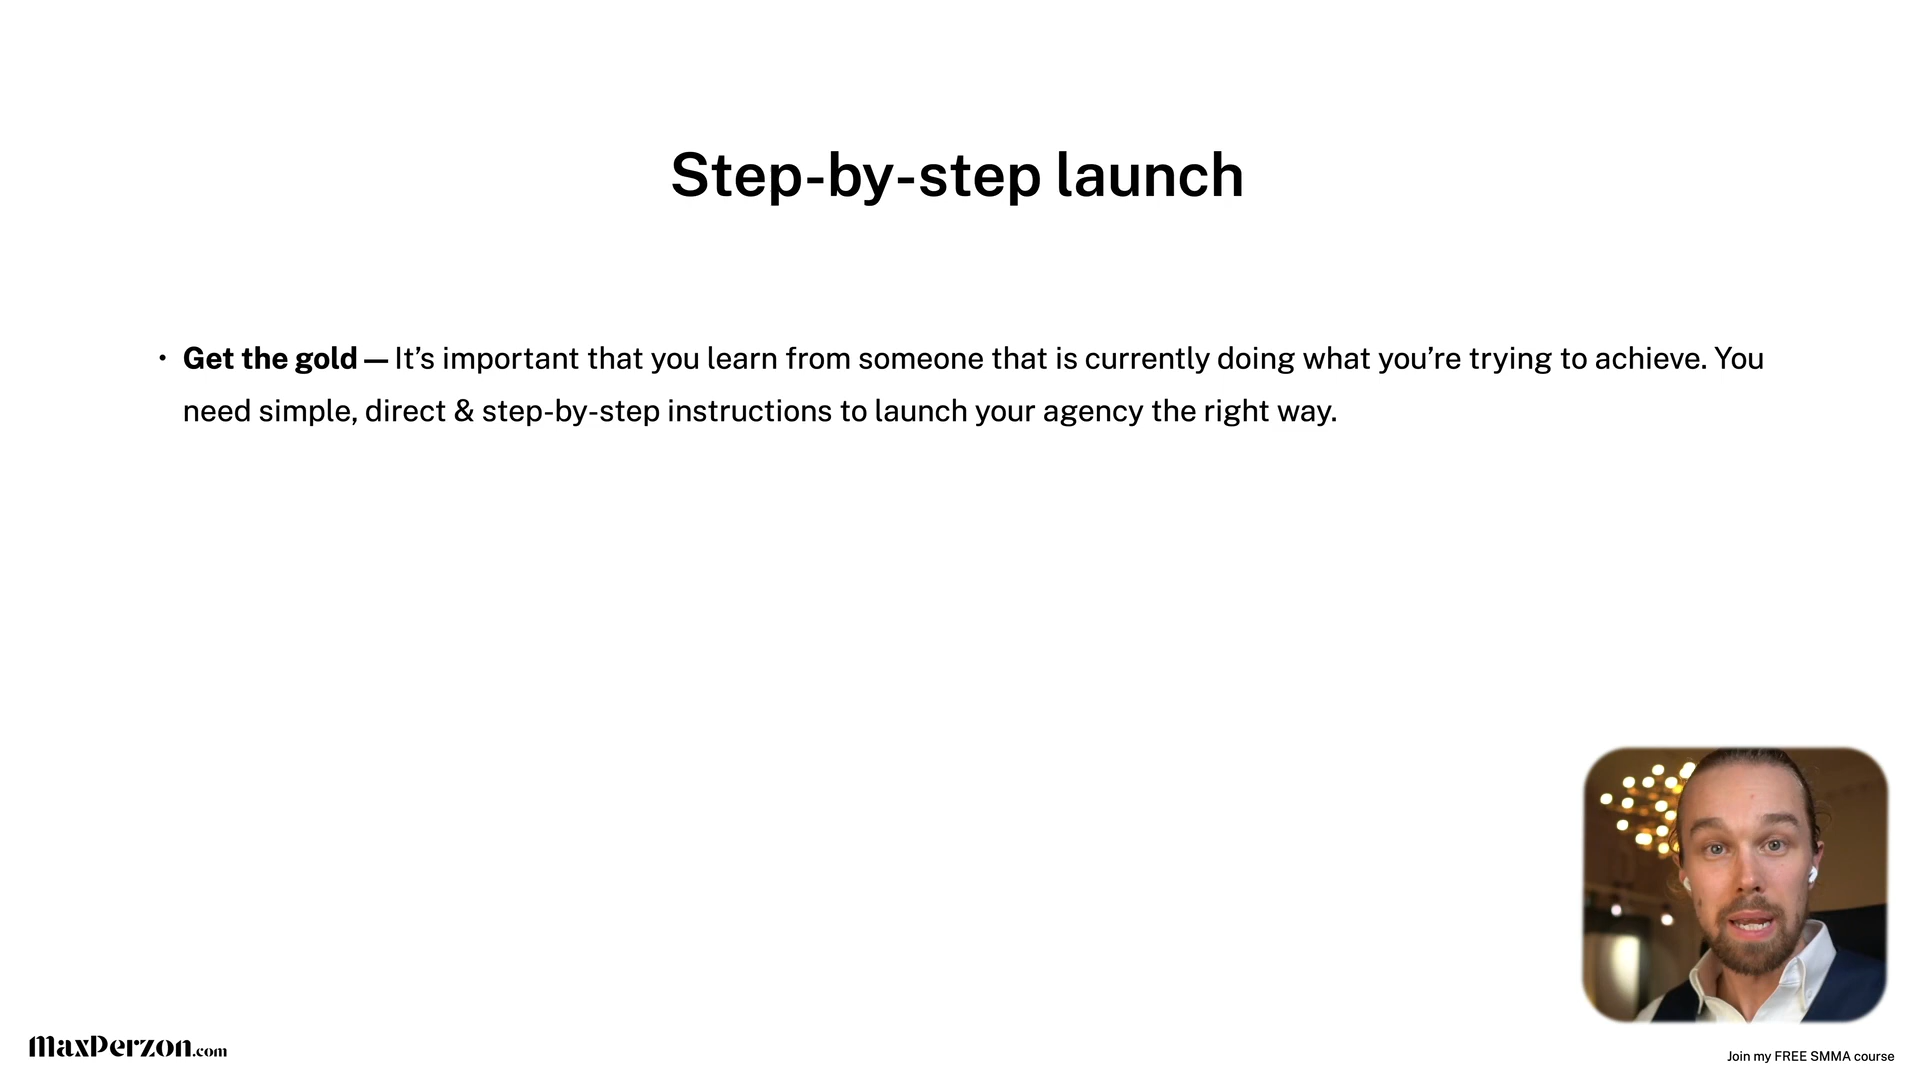 Step-by-step launch
• Get the gold — It’s important that you learn from someone that is currently doing what you’re trying to achieve. You
need simple, direct & step-by-step instructions to launch your agency the right way.
MaxPerzon.com
Join my FREE SMMA course